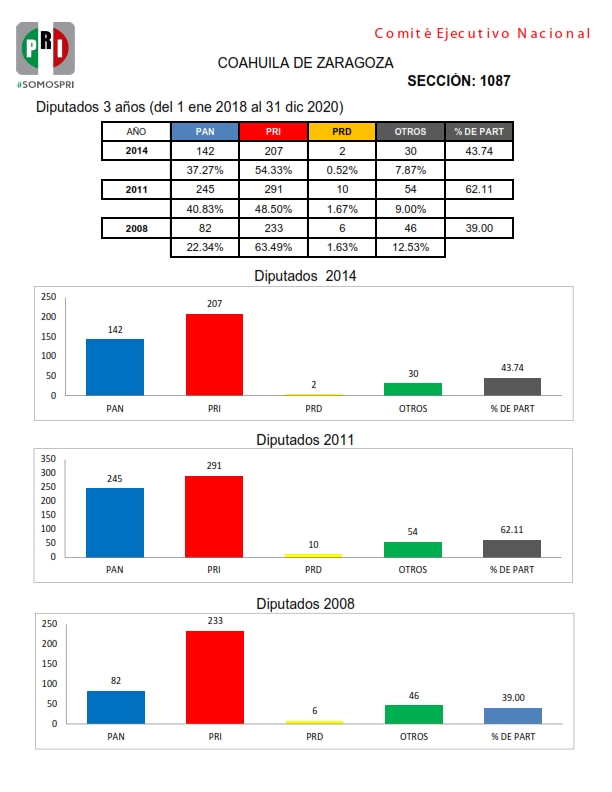 Comité Ejecutivo Nacional
PRI
#SOMOSPRI
COAHUILA DE ZARAGOZA
SECCIÓN: 1087
Diputados 3 años (del 1 ene 2018 al 31 dic 2020)
AÑO PAN PRI PRD OTROS % DE PART
2014 142 207 2 30 43.74
37.27% 54.33% 0.52% 7.87%
2011 245 291 10 54 62.11
40.83% 48.50% 1.67% 9.00%
2008 82 233 6 46 39.00
22.34% 63.49% 1.63% 12.53%
Diputados 2014
250
200
150
100
50
0
142
207
2
30
43.74
PAN PRI PRD OTROS % DE PART
Diputados 2011
350
300
250
200
150
100
50
0
245
291
10
54
62.11
PAN PRI PRD OTROS % DE PART
Diputados 2008
250
200
150
100
50
0
82
233
6
46
39.00
PAN PRI PRD OTROS % DE PART